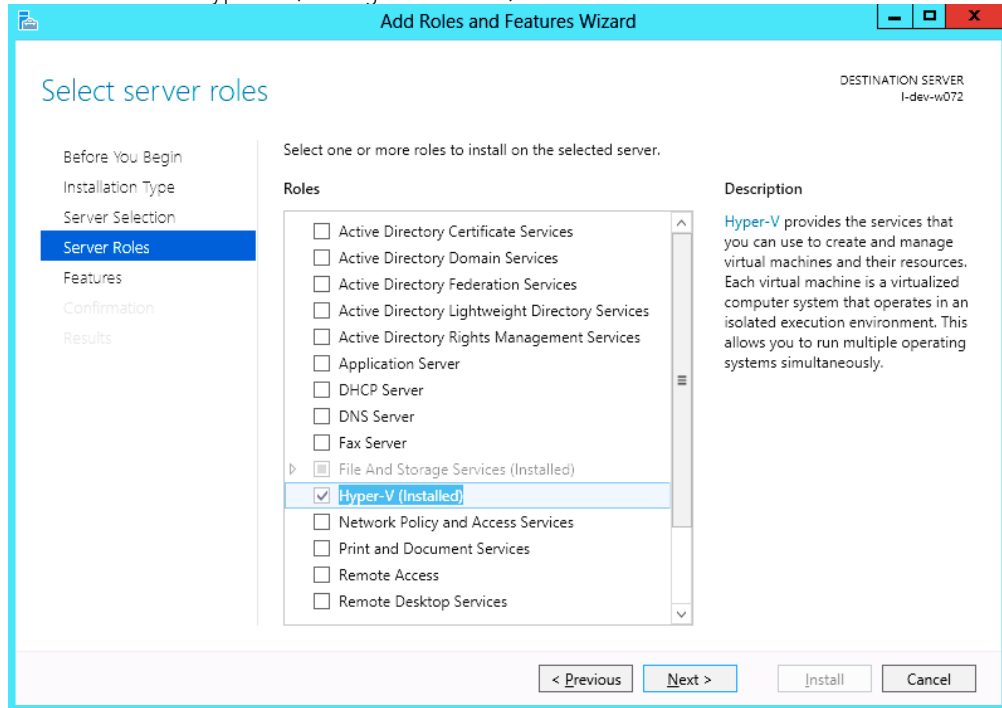 Add Roles and Features Wizard
Select server roles
DESTINATION SERVER
l-dev-w072
Before You Begin
Installation Type
Server Selection
Server Roles
Features
Confirmation
Results
Select one or more roles to install on the selected server.
Roles
Active Directory Certificate Services
Active Directory Domain Services
Active Directory Federation Services
Active Directory Lightweight Directory Services
Active Directory Rights Management Services
Application Server
DHCP Server
DNS Server
Fax Server
File And Storage Services (Installed)
Hyper-V (Installed)
Network Policy and Access Services
Print and Document Services
Remote Access
Remote Desktop Services
Description
Hyper-V provides the services that
you can use to create and manage
virtual machines and their resources.
Each virtual machine is a virtualized
computer system that operates in an
isolated execution environment. This
allows you to run multiple operating
systems simultaneously.
< Previous
Next >
Install
Cancel